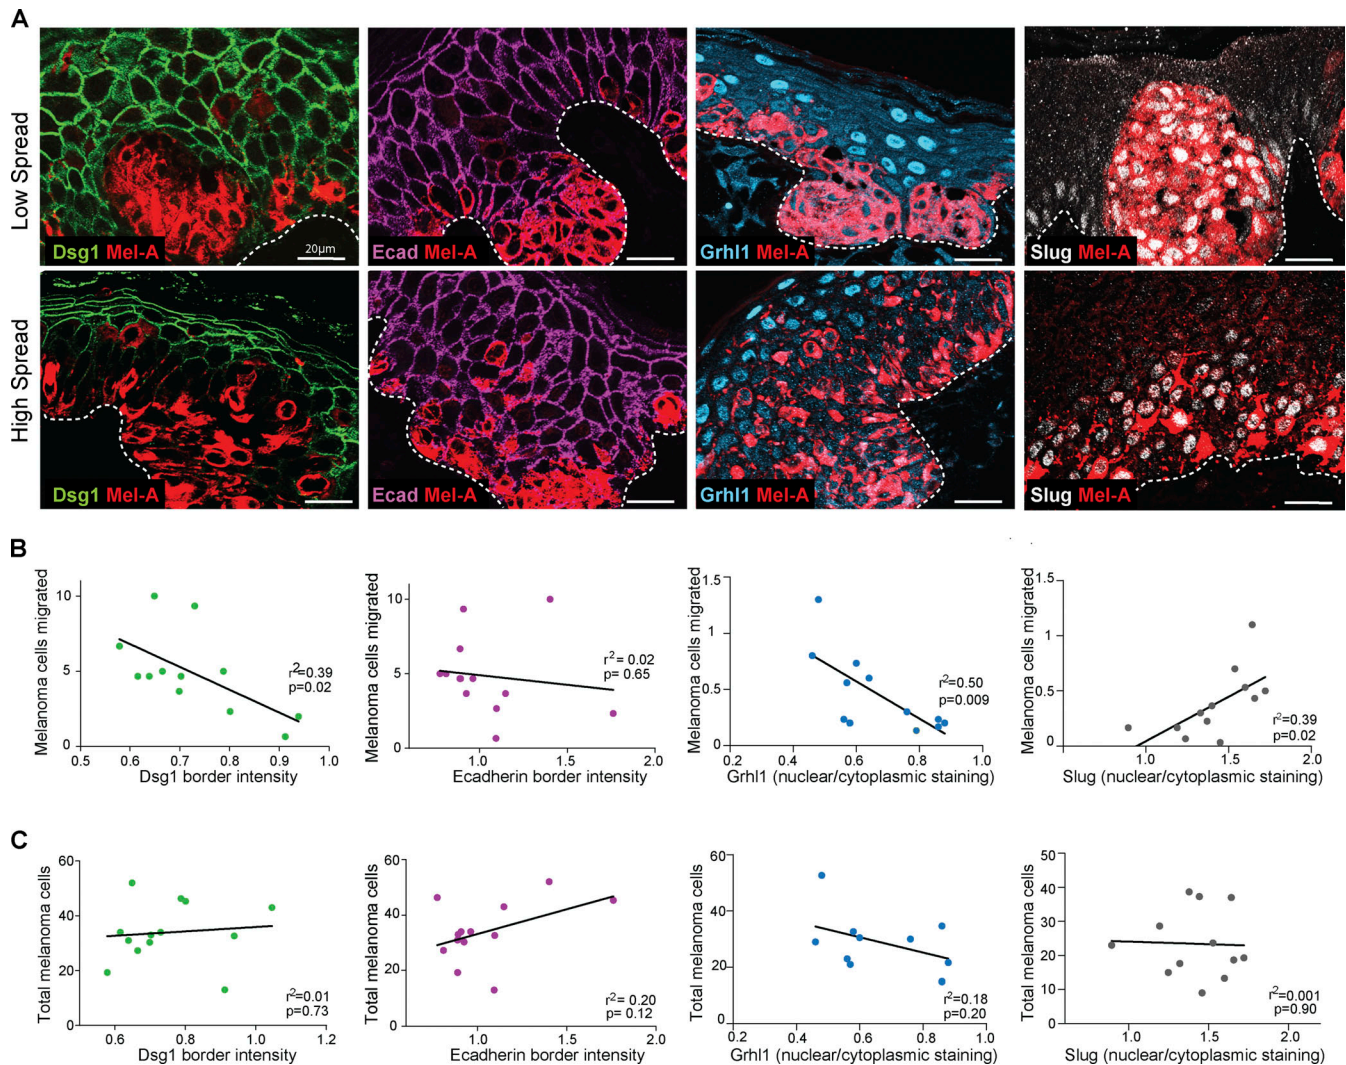 A
Low Spread
Dsg1 Mel-A
20µm
Ecad Mel-A
Grhl1 Mel-A
Slug Mel-A
High Spread
Dsg1 Mel-A
Ecad Mel-A
Grhl1 Mel-A
Slug Mel-A
B
Melanoma cells migrated
10
5
0
0.5 0.6 0.7 0.8 0.9 1.0
r²=0.39
p=0.02
Dsg1 border intensity
Melanoma cells migrated
10
5
0
1.0 1.5 2.0
r²= 0.02
p= 0.65
Ecadherin border intensity
Melanoma cells migrated
1.5
1
0.5
0
0.2 0.4 0.6 0.8 1.0
r²=0.50
p=0.009
Grhl1 (nuclear/cytoplasmic staining)
Melanoma cells migrated
1.5
1
0.5
0
1.0 1.5 2.0
r²=0.39
p=0.02
Slug (nuclear/cytoplasmic staining)
C
Total melanoma cells
60
40
20
0
0.6 0.8 1.0 1.2
r²=0.01
p=0.73
Dsg1 border intensity
Total melanoma cells
60
40
20
0
1.0 1.5 2.0
r²= 0.20
p= 0.12
Ecadherin border intensity
Total melanoma cells
60
40
20
0
0.2 0.4 0.6 0.8 1.0
r²=0.18
p=0.20
Grhl1 (nuclear/cytoplasmic staining)
Total melanoma cells
50
40
30
20
10
0
1.0 1.5 2.0
r²=0.001
p=0.90
Slug (nuclear/cytoplasmic staining)